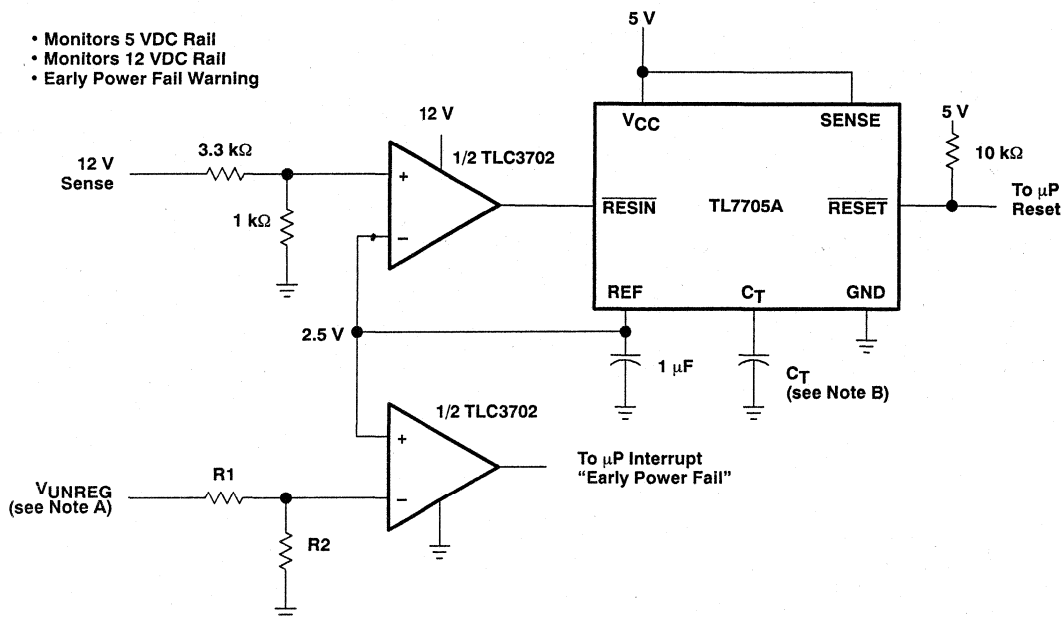 • Monitors 5 VDC Rail
• Monitors 12 VDC Rail
• Early Power Fail Warning
5 V
12 V
1/2 TLC3702
VCC
SENSE
5 V
10 kΩ
12 V
Sense
3.3 kΩ
1 kΩ
+
−
RESIN
TL7705A
RESET
To μP
Reset
REF
CT
GND
2.5 V
1 μF
CT
(see Note B)
1/2 TLC3702
+
−
To μP Interrupt
“Early Power Fail”
VUNREG
(see Note A)
R1
R2